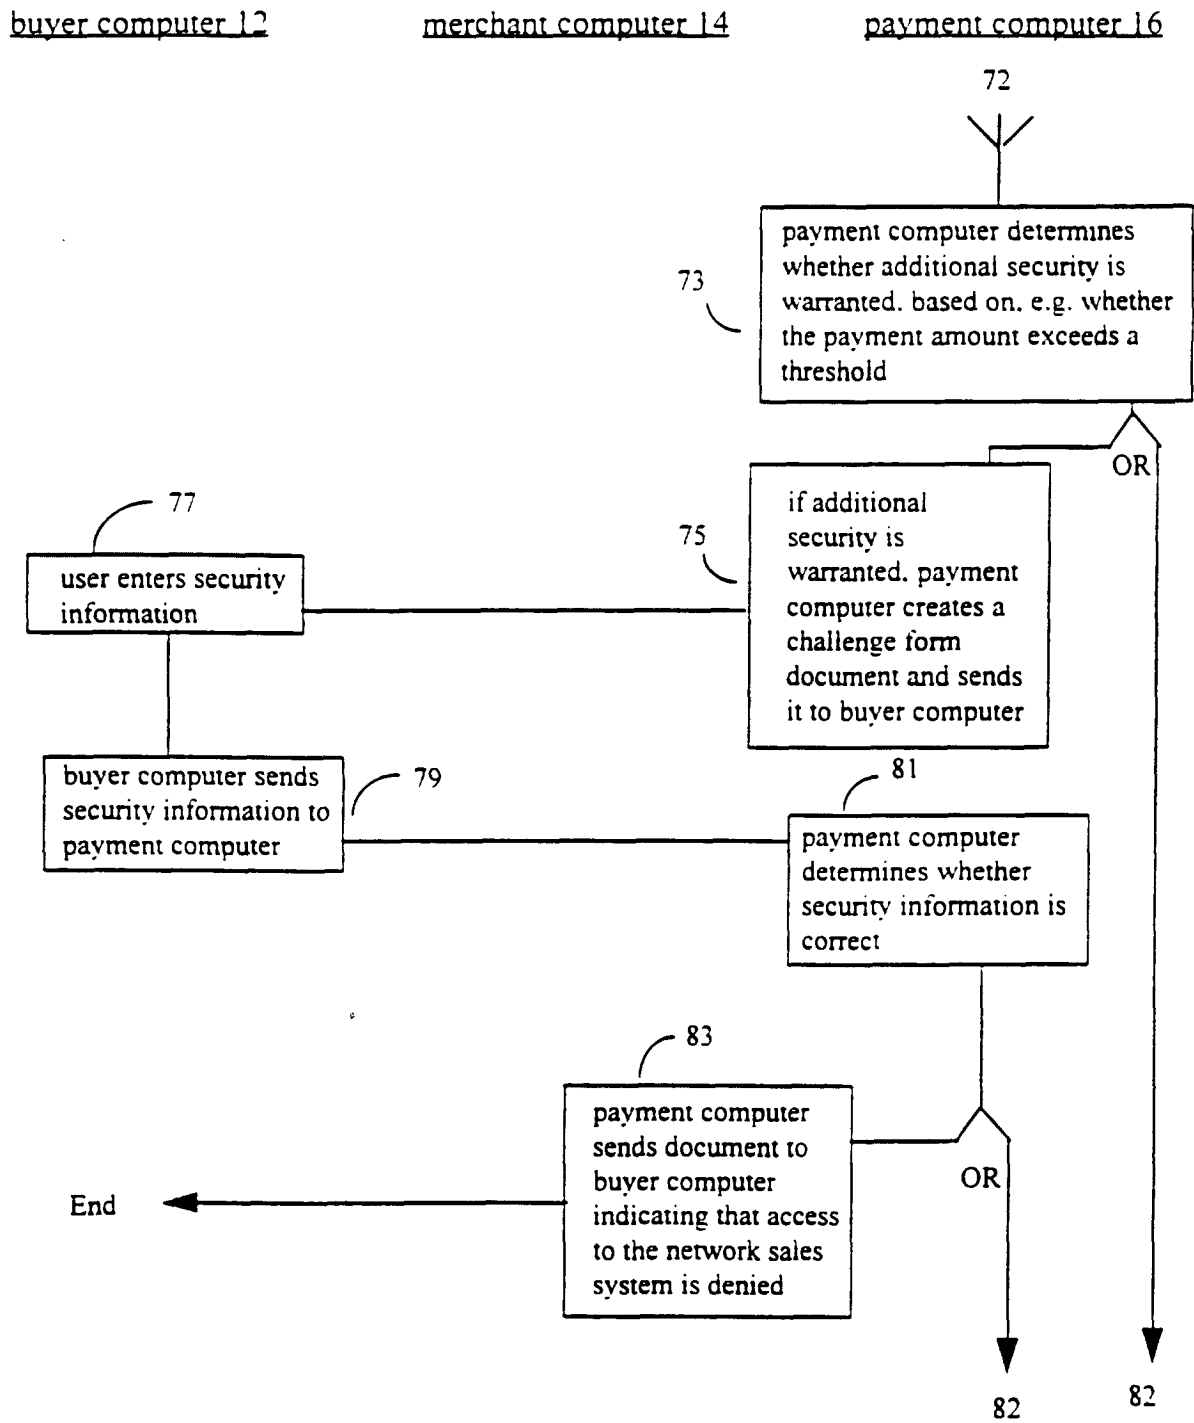 buyer computer 12
merchant computer 14
payment computer 16
72
payment computer determines
whether additional security is
warranted. based on. e.g. whether
the payment amount exceeds a
threshold
73
OR
if additional
security is
warranted. payment
computer creates a
challenge form
document and sends
it to buyer computer
75
77
user enters security
information
buyer computer sends
security information to
payment computer
79
81
payment computer
determines whether
security information is
correct
83
payment computer
sends document to
buyer computer
indicating that access
to the network sales
system is denied
OR
End
82
82